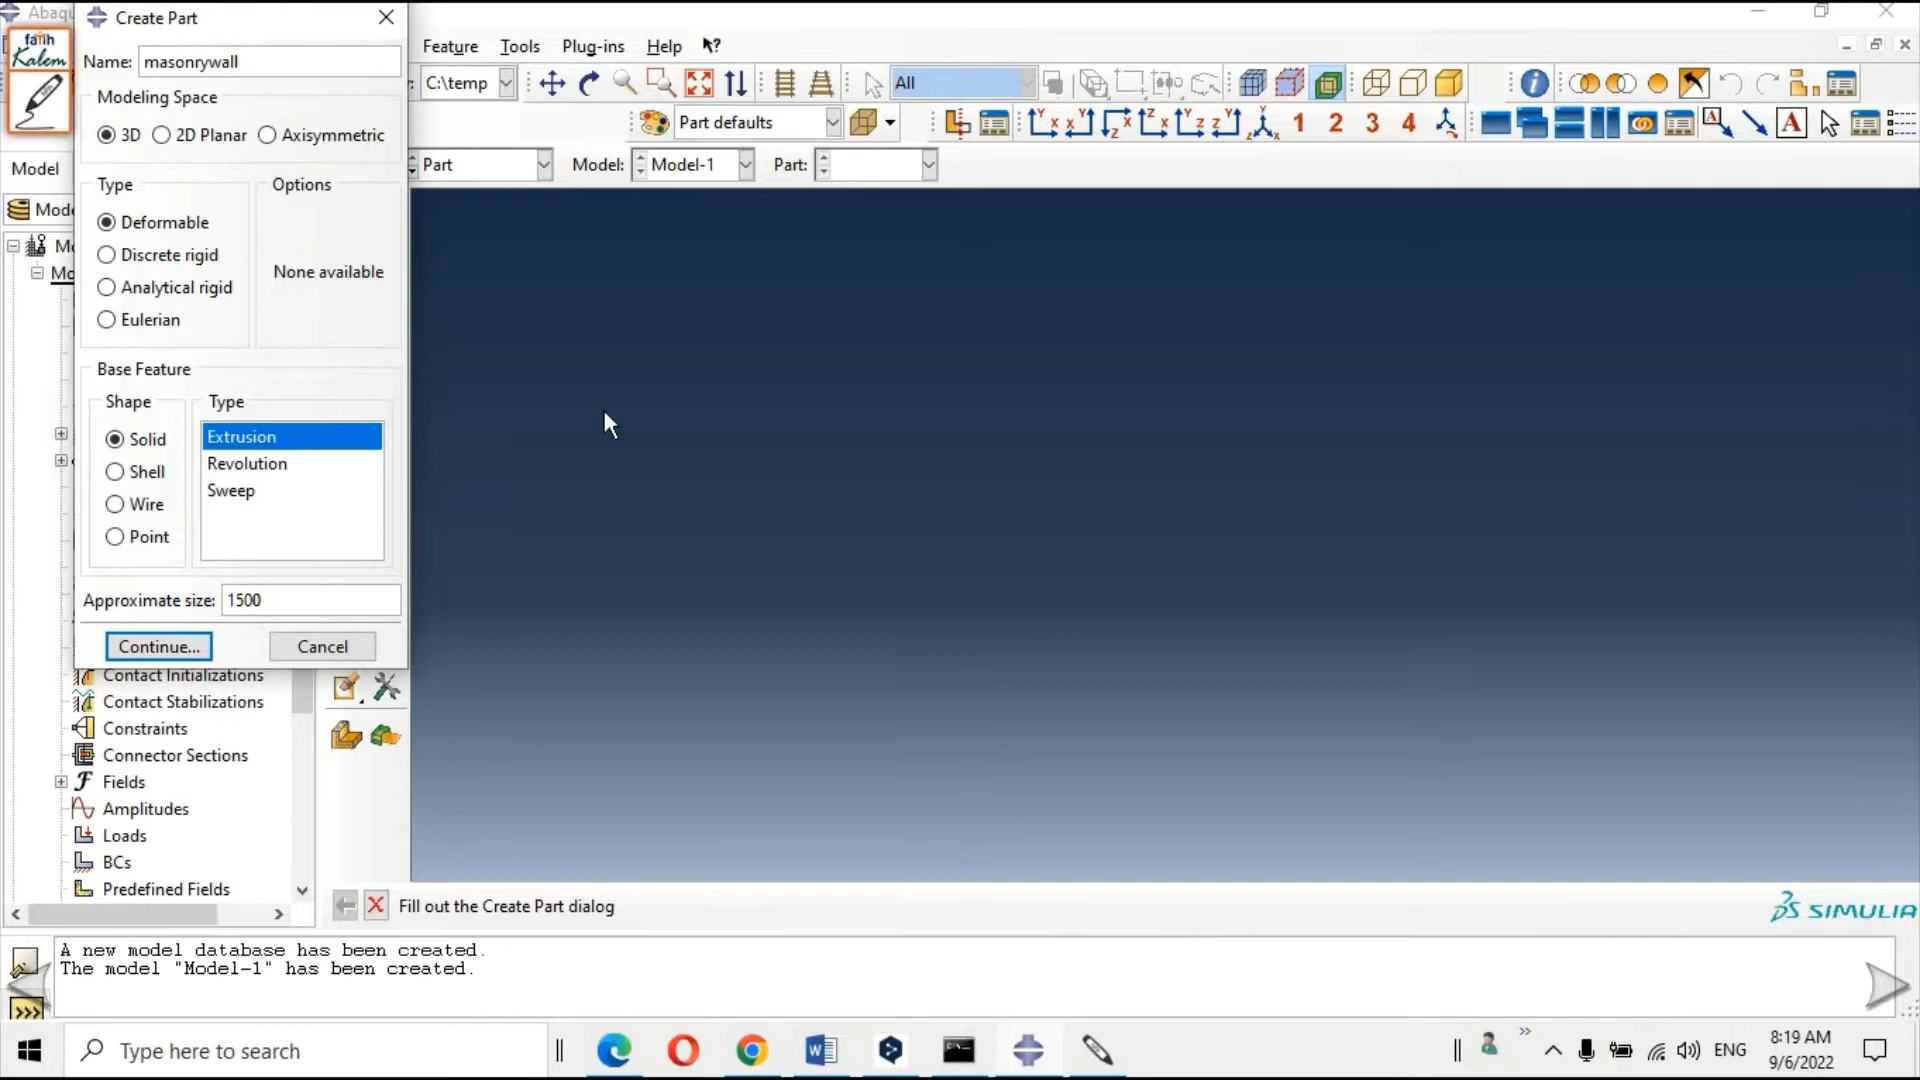 Abaqu
Create Part
fatih
Kalem
Name: masonrywall
Modeling Space
3D 2D Planar Axisymmetric
Type
Options
Deformable
Discrete rigid
Analytical rigid
Eulerian
None available
Base Feature
Shape
Type
Solid
Shell
Wire
Point
Extrusion
Revolution
Sweep
Approximate size: 1500
Continue... Cancel
Feature Tools Plug-ins Help
C:\temp
All
Part defaults
1 2 3 4
A
Model
Part
Model: Model-1
Part:
Mode
Mo
Mo
Contact Initializations
Contact Stabilizations
Constraints
Connector Sections
Fields
Amplitudes
Loads
BCs
Predefined Fields
Fill out the Create Part dialog
SIMULIA
A new model database has been created.
The model "Model-1" has been created.
>>>
Type here to search
ENG
8:19 AM
9/6/2022